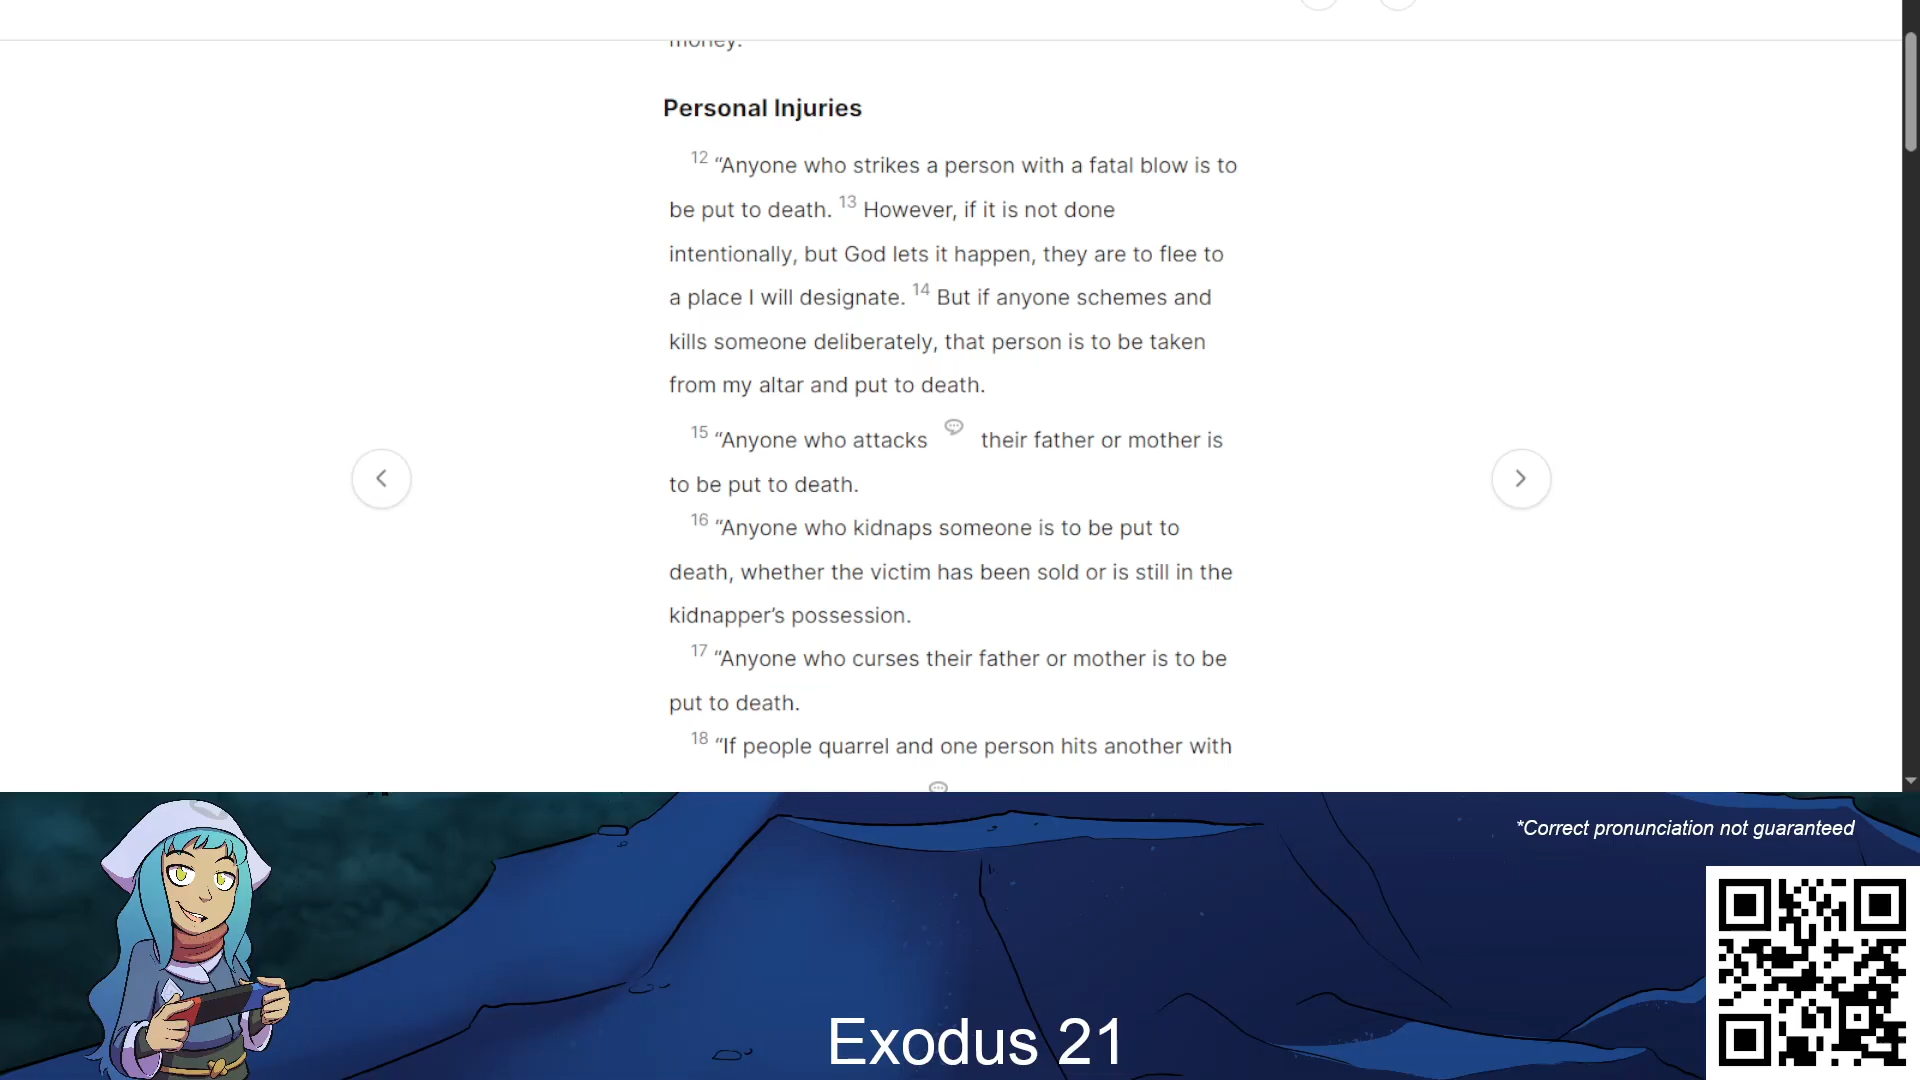 money.
Personal Injuries
12 “Anyone who strikes a person with a fatal blow is to
be put to death. 13 However, if it is not done
intentionally, but God lets it happen, they are to flee to
a place I will designate. 14 But if anyone schemes and
kills someone deliberately, that person is to be taken
from my altar and put to death.
15 “Anyone who attacks their father or mother is
to be put to death.
16 “Anyone who kidnaps someone is to be put to
death, whether the victim has been sold or is still in the
kidnapper’s possession.
17 “Anyone who curses their father or mother is to be
put to death.
18 “If people quarrel and one person hits another with
*Correct pronunciation not guaranteed
Exodus 21